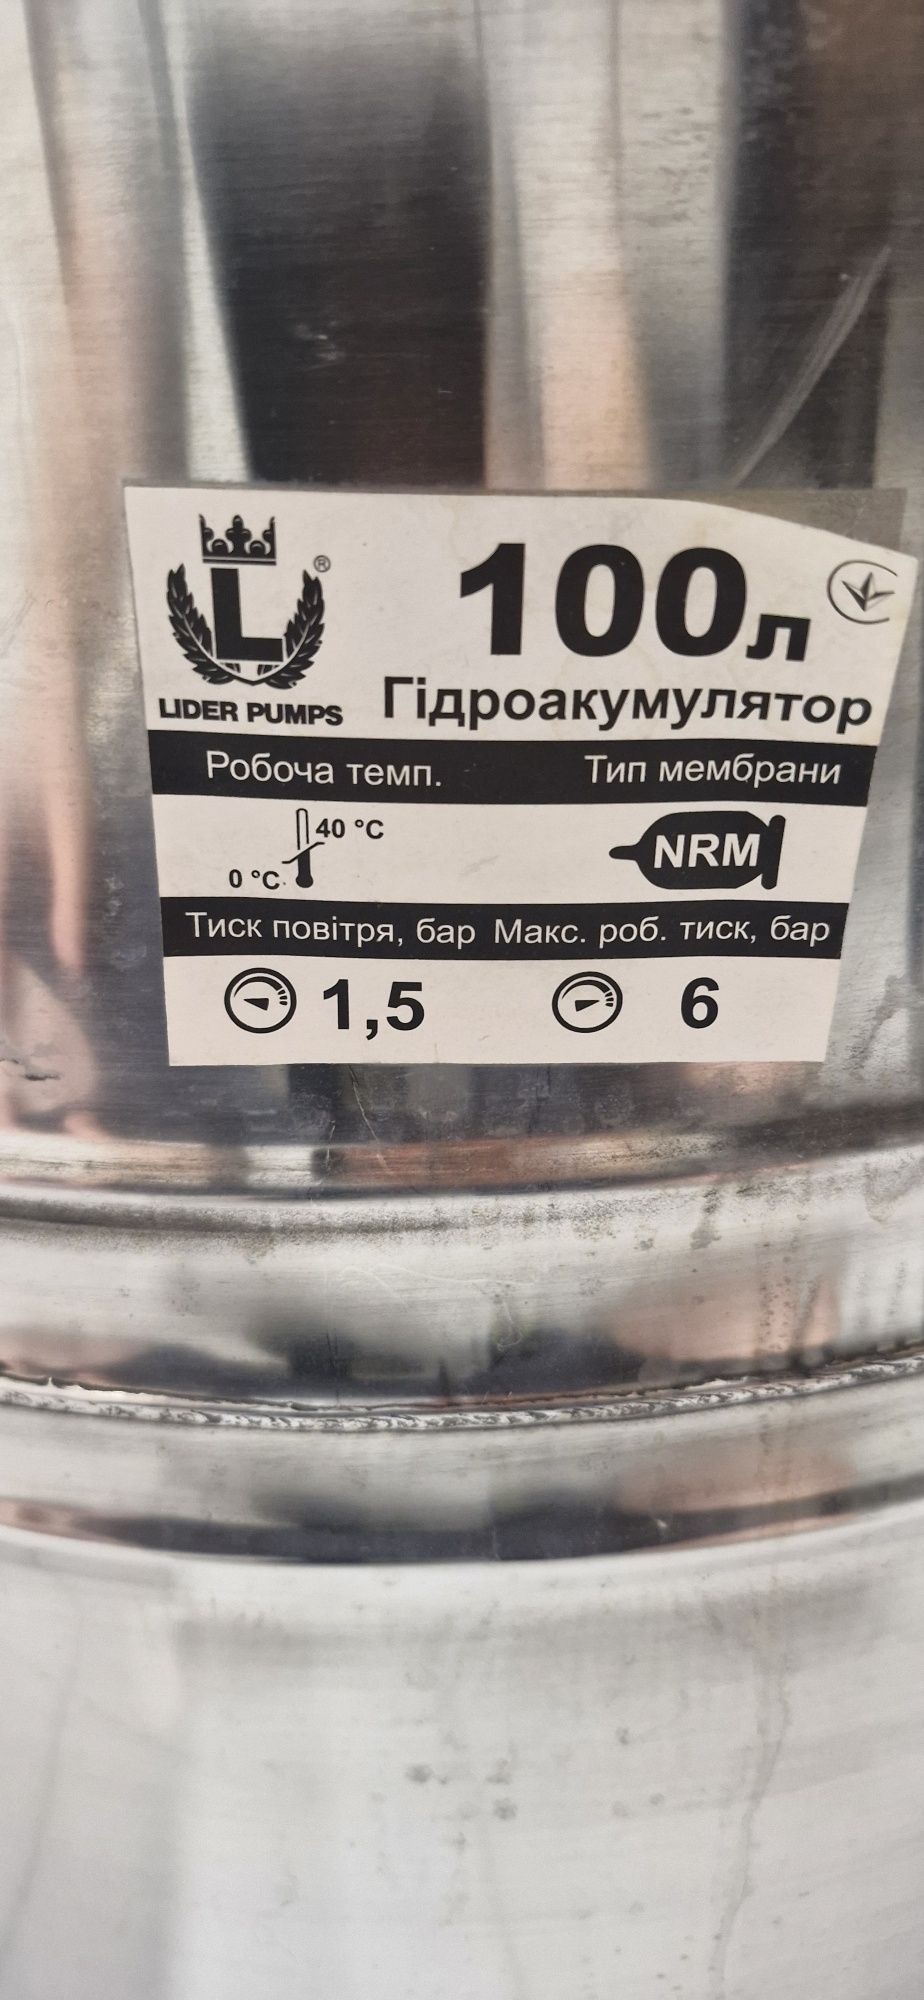 L ®
LIDER PUMPS
100л
Гідроакумулятор
Робоча темп. Тип мембрани
40 °C
0 °C
NRM
Тиск повітря, бар Макс. роб. тиск, бар
1,5 6